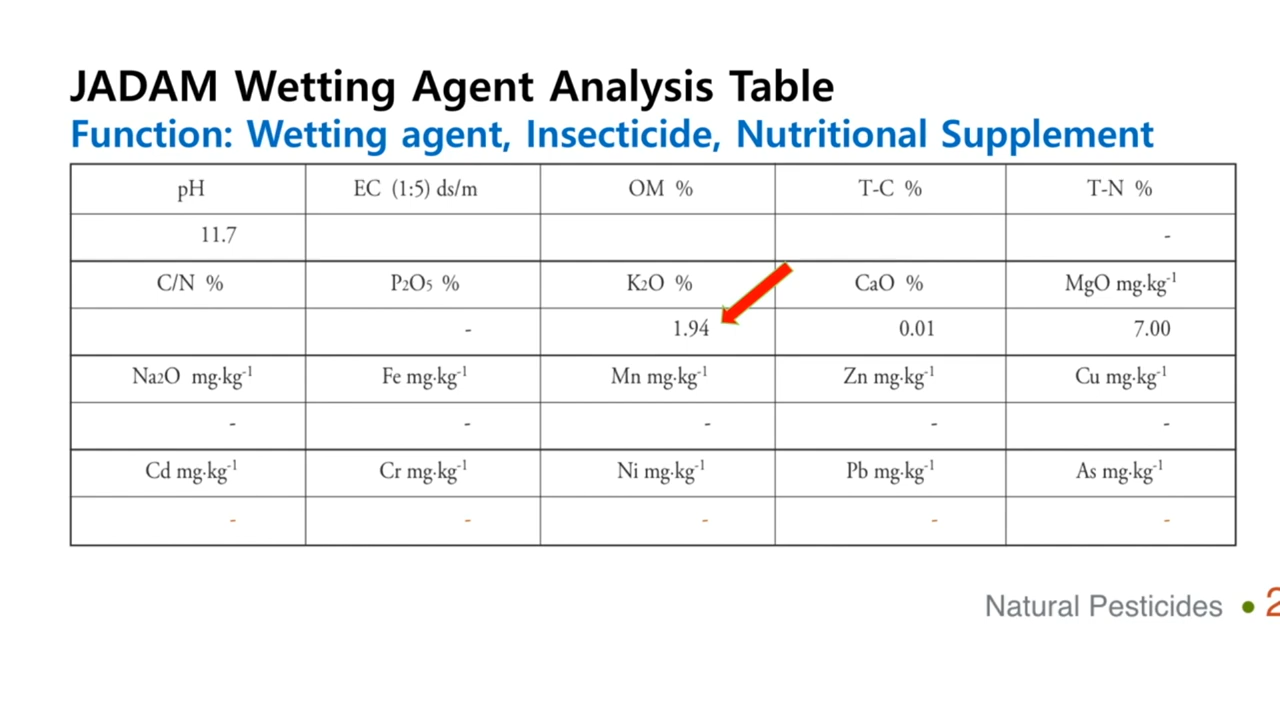 JADAM Wetting Agent Analysis Table
Function: Wetting agent, Insecticide, Nutritional Supplement
pH EC (1:5) ds/m OM % T-C % T-N %
11.7 -
C/N % P₂O₅ % K₂O % CaO % MgO mg·kg⁻¹
- 1.94 0.01 7.00
Na₂O mg·kg⁻¹ Fe mg·kg⁻¹ Mn mg·kg⁻¹ Zn mg·kg⁻¹ Cu mg·kg⁻¹
- - - - -
Cd mg·kg⁻¹ Cr mg·kg⁻¹ Ni mg·kg⁻¹ Pb mg·kg⁻¹ As mg·kg⁻¹
- - - - -
Natural Pesticides • 2